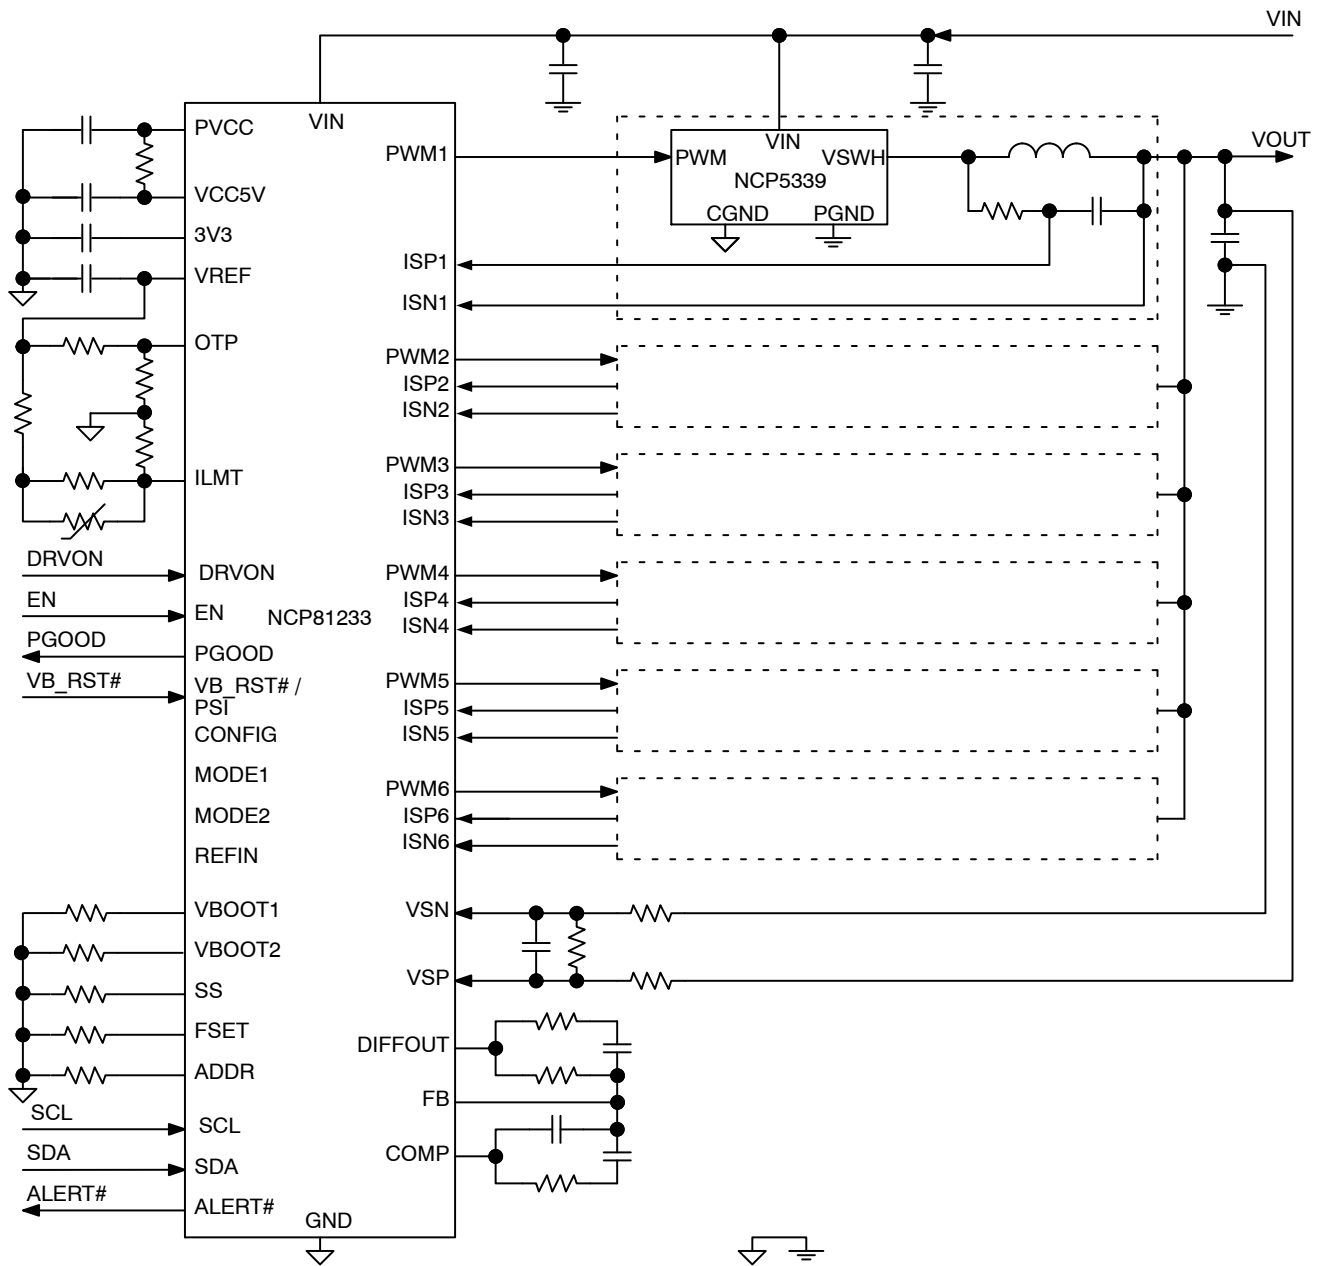 VIN
VIN
PVCC
PWM1
VIN
PWM
VSWH
VOUT
NCP5339
VCC5V
CGND
PGND
3V3
ISP1
VREF
ISN1
OTP
PWM2
ISP2
ISN2
PWM3
ILMT
ISP3
ISN3
DRVON
DRVON
PWM4
EN
EN
ISP4
NCP81233
ISN4
PGOOD
PGOOD
VB_RST#
VB_RST# /
PSI
PWM5
ISP5
CONFIG
ISN5
MODE1
PWM6
MODE2
ISP6
ISN6
REFIN
VBOOT1
VSN
VBOOT2
SS
VSP
FSET
DIFFOUT
ADDR
FB
SCL
SCL
SDA
SDA
COMP
ALERT#
ALERT#
GND